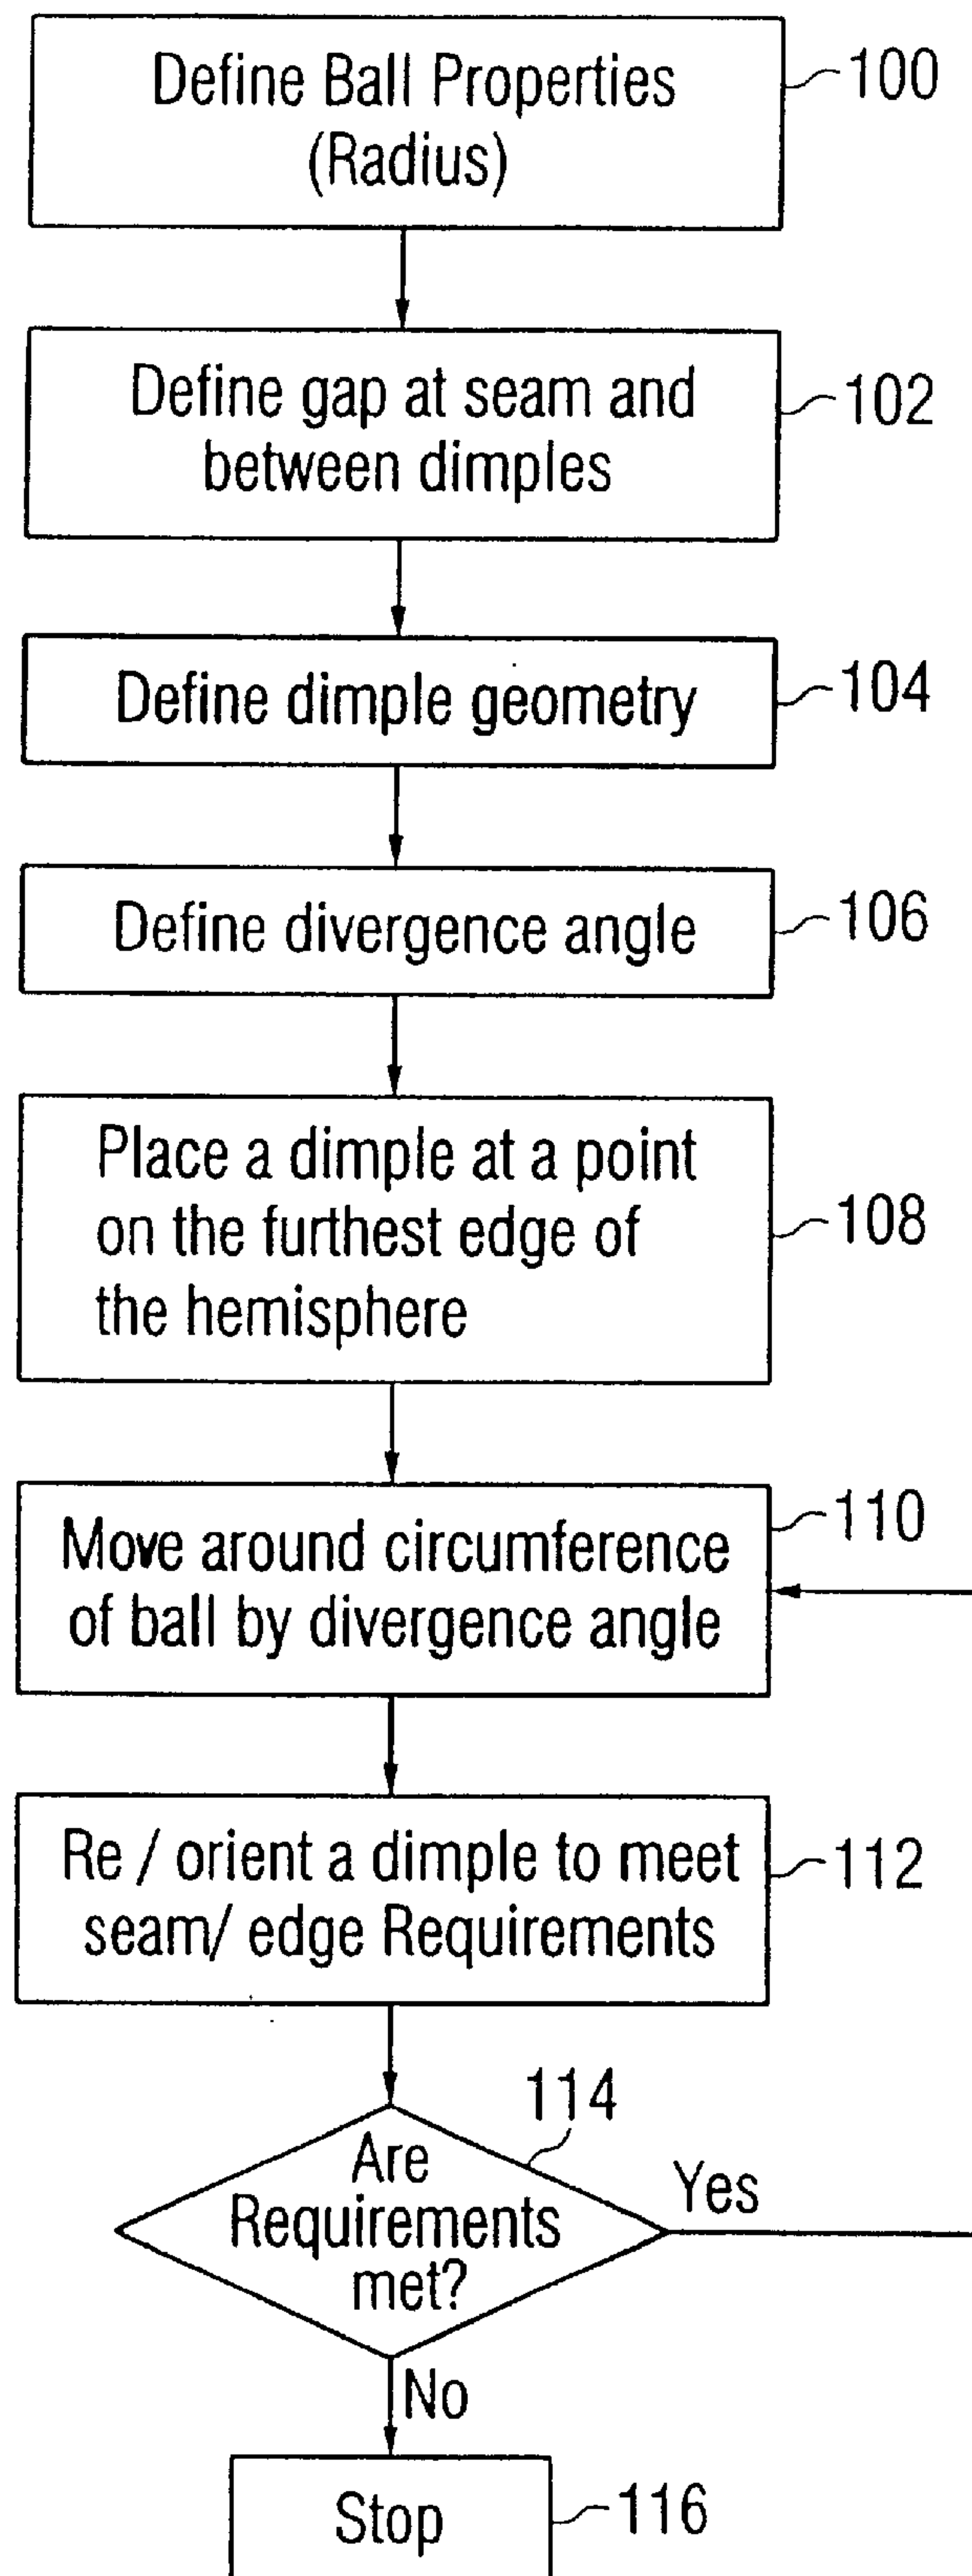 Define Ball Properties
(Radius)
100
Define gap at seam and
between dimples
102
Define dimple geometry
104
Define divergence angle
106
Place a dimple at a point
on the furthest edge of
the hemisphere
108
Move around circumference
of ball by divergence angle
110
Re / orient a dimple to meet
seam/ edge Requirements
112
114
Are
Requirements
met?
Yes
No
Stop
116